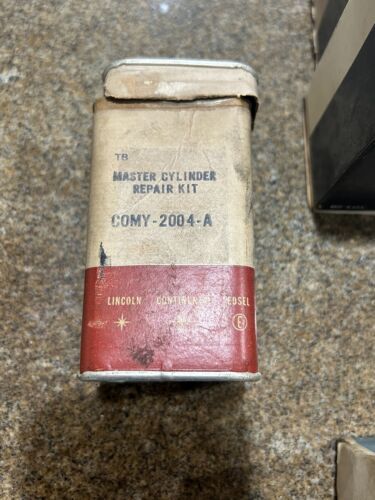 TB
MASTER CYLINDER
REPAIR KIT
COMY-2004-A
LINCOLN CONTINENTAL EDSEL
E